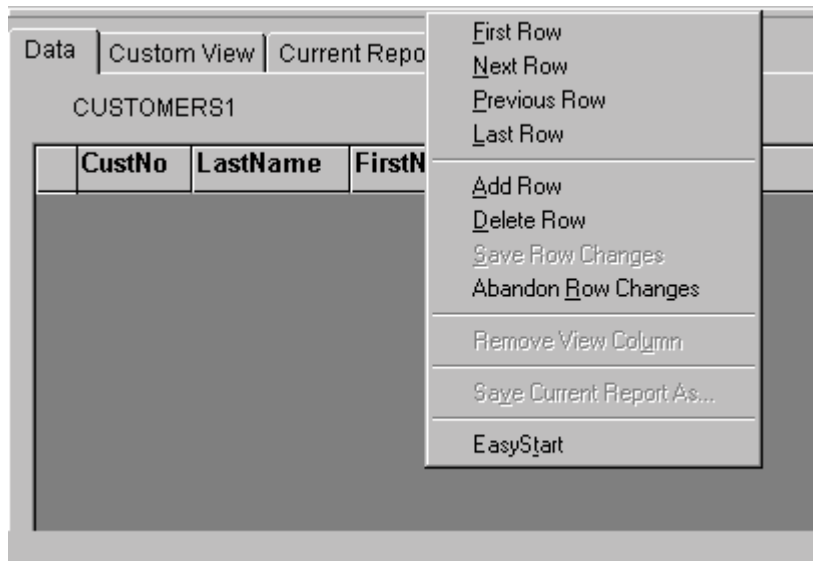 Data Custom View Current Repo
CUSTOMERS1
CustNo LastName FirstN
First Row
Next Row
Previous Row
Last Row
Add Row
Delete Row
Save Row Changes
Abandon Row Changes
Remove View Column
Save Current Report As...
EasyStart